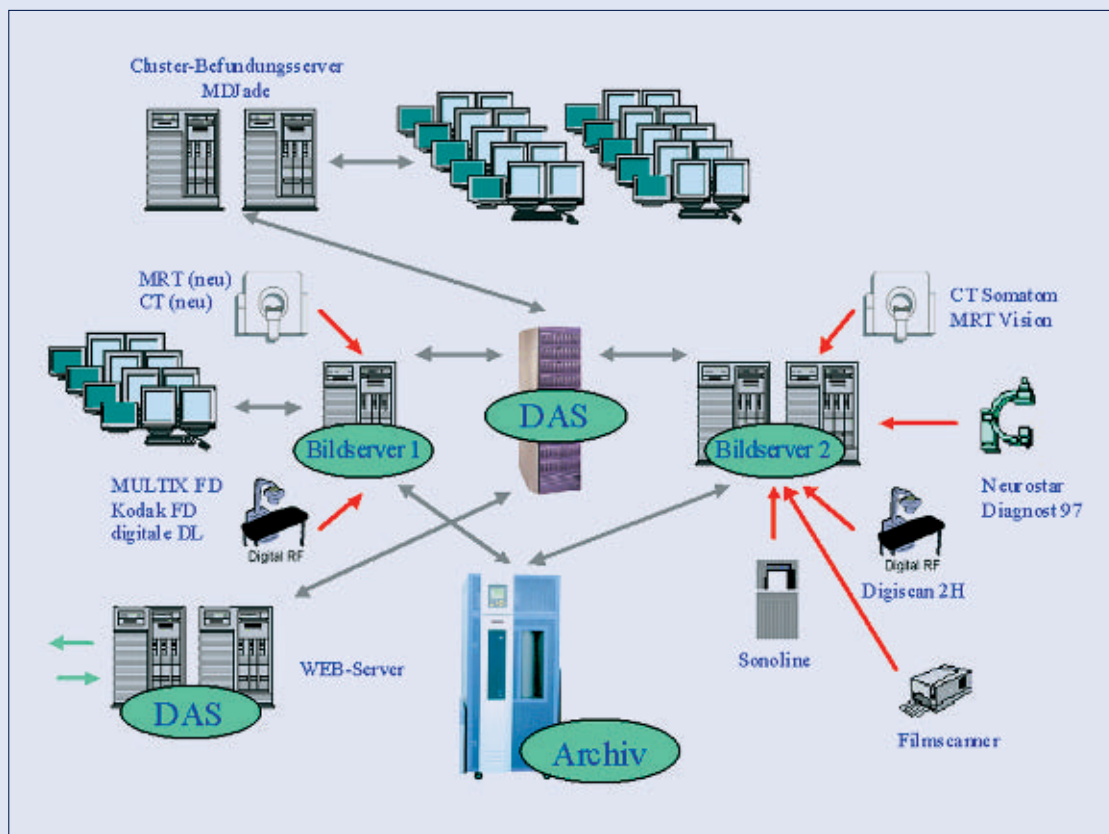 Cluster-Befundungsserver
MDJade
MRT (neu)
CT (neu)
CT Somatom
MRT Vision
DAS
Bildserver 1
Bildserver 2
MULTIX FD
Kodak FD
digitale DL
Digital RF
Neurostar
Diagnost 97
Digital RF
Digiscan 2H
Sonoline
WEB-Server
DAS
Archiv
Filmscanner